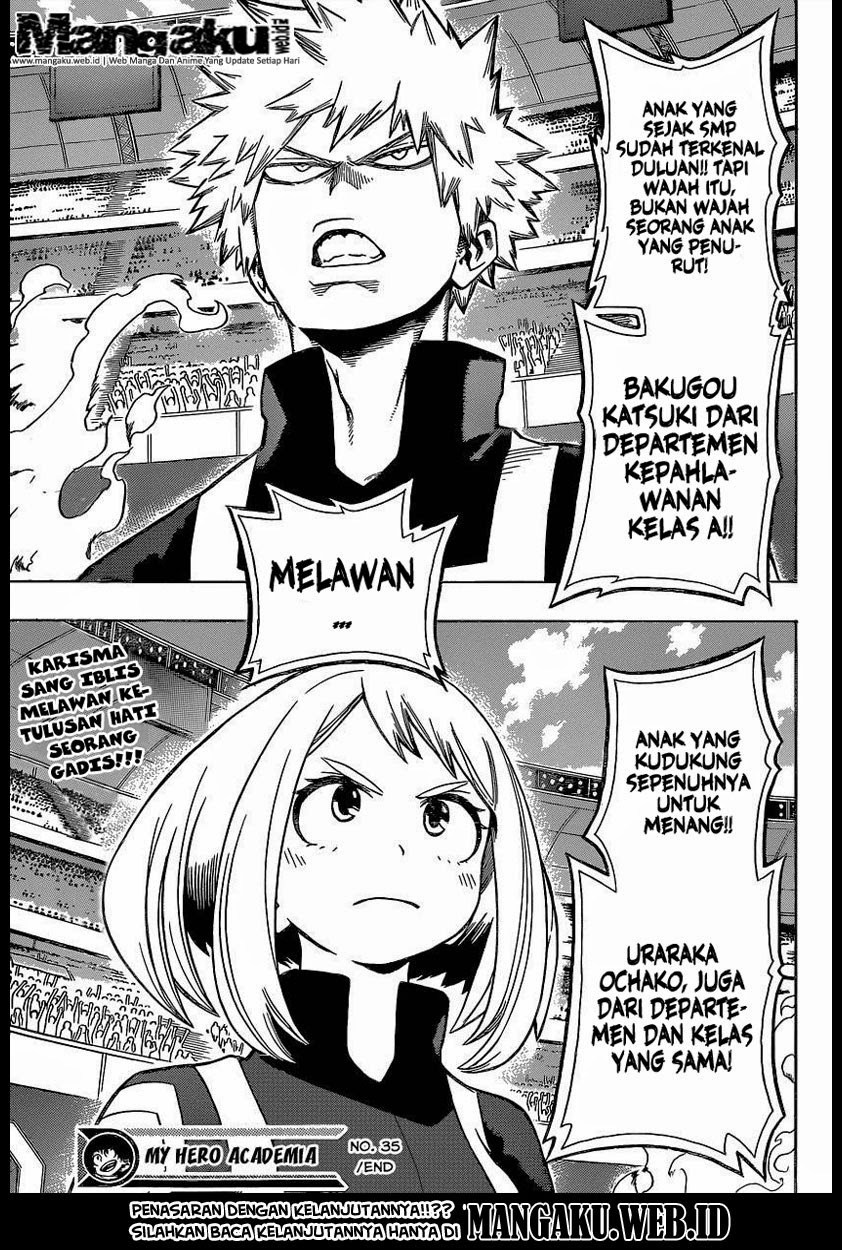 Mangaku
www.mangaku.web.id | Web Manga Dan Anime Yang Update Setiap Hari
ANAK YANG
SEJAK SMP
SUDAH TERKENAL
DULUAN!! TAPI
WAJAH ITU,
BUKAN WAJAH
SEORANG ANAK
YANG PENU-
RUT!
BAKUGOU
KATSUKI DARI
DEPARTEMEN
KEPAHLA-
WANAN
KELAS A!!
MELAWAN
...
KARISMA
SANG IBLIS
MELAWAN KE-
TULUSAN HATI
SEORANG
GADIS!!!
ANAK YANG
KUDUKUNG
SEPENUHNYA
UNTUK
MENANG!!
URARAKA
OCHAKO, JUGA
DARI DEPARTE-
MEN DAN KELAS
YANG SAMA!
MY HERO ACADEMIA
NO. 35
/END
PENASARAN DENGAN KELANJUTANNYA!!??
SILAHKAN BACA KELANJUTANNYA HANYA DI MANGAKU.WEB.ID